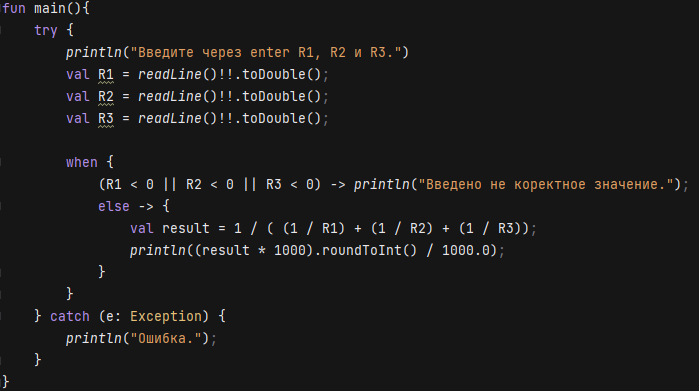 fun main(){
    try {
        println("Введите через enter R1, R2 и R3.")
        val R1 = readLine()!!.toDouble();
        val R2 = readLine()!!.toDouble();
        val R3 = readLine()!!.toDouble();

        when {
            (R1 < 0 || R2 < 0 || R3 < 0) -> println("Введено не коректное значение.");
            else -> {
                val result = 1 / ( (1 / R1) + (1 / R2) + (1 / R3));
                println((result * 1000).roundToInt() / 1000.0);
            }
        }
    } catch (e: Exception) {
        println("Ошибка.");
    }
}